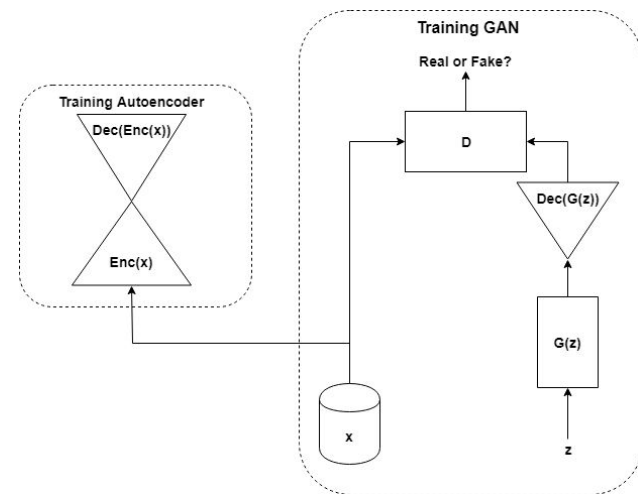 Training GAN
Real or Fake?
Training Autoencoder
Dec(Enc(x))
D
Dec(G(z))
Enc(x)
G(z)
x
z